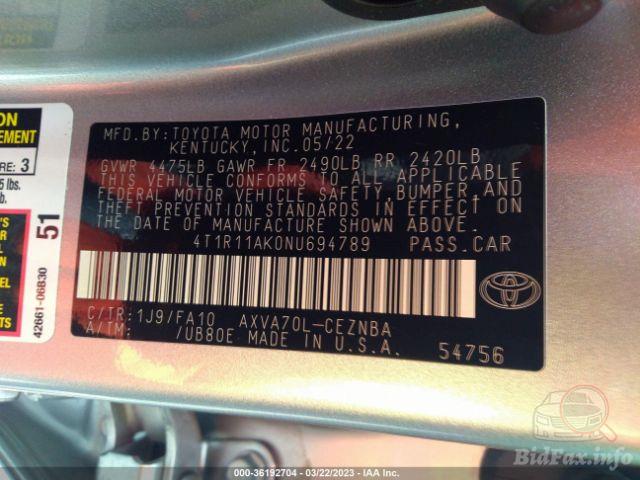 MFD.BY:TOYOTA MOTOR MANUFACTURING,
KENTUCKY,INC.05/22
GVWR 4475LB GAWR FR 2490LB RR 2420LB
THIS VEHICLE CONFORMS TO ALL APPLICABLE
FEDERAL MOTOR VEHICLE SAFETY,BUMPER,AND
THEFT PREVENTION STANDARDS IN EFFECT ON
THE DATE OF MANUFACTURE SHOWN ABOVE.
4T1R11AK0NU694789 PASS.CAR
C/TR:1J9/FA10 AXVA70L-CEZNBA
A/TM: /UB80E MADE IN U.S.A.
54756
ON
EMENT
RE: 3
5 lbs.
b.
'S
51
EL
TS
42661-06B30
BidFax.info
000-36192704 — 03/22/2023 — IAA Inc.